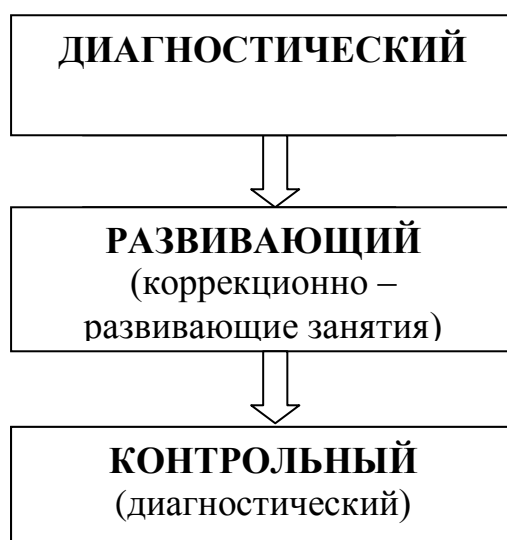 ДИАГНОСТИЧЕСКИЙ
РАЗВИВАЮЩИЙ
(коррекционно –
развивающие занятия)
КОНТРОЛЬНЫЙ
(диагностический)